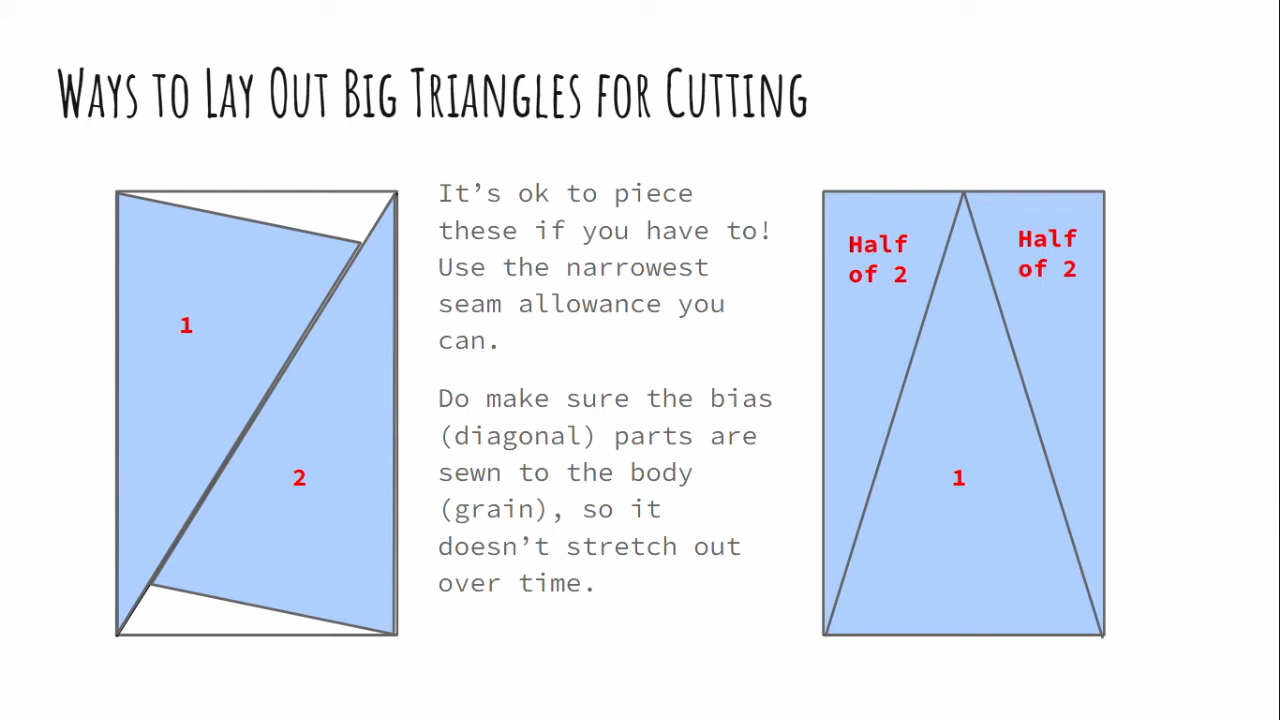 Ways to Lay Out Big Triangles for Cutting
1
2
It’s ok to piece
these if you have to!
Use the narrowest
seam allowance you
can.
Do make sure the bias
(diagonal) parts are
sewn to the body
(grain), so it
doesn’t stretch out
over time.
Half
of 2
Half
of 2
1